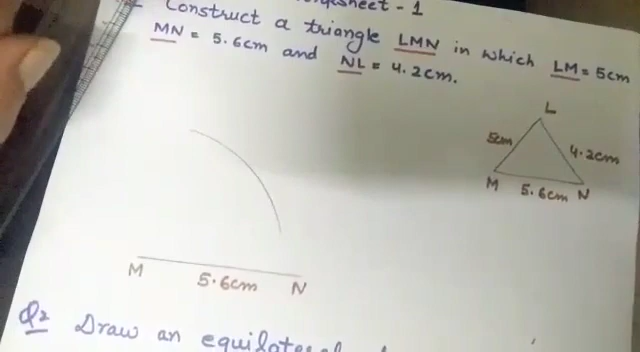 Construct a triangle LMN in which LM = 5cm
MN = 5.6cm and NL = 4.2cm.
L
5cm
4.2cm
M
5.6cm
N
M
5.6cm
N
Q2 Draw an